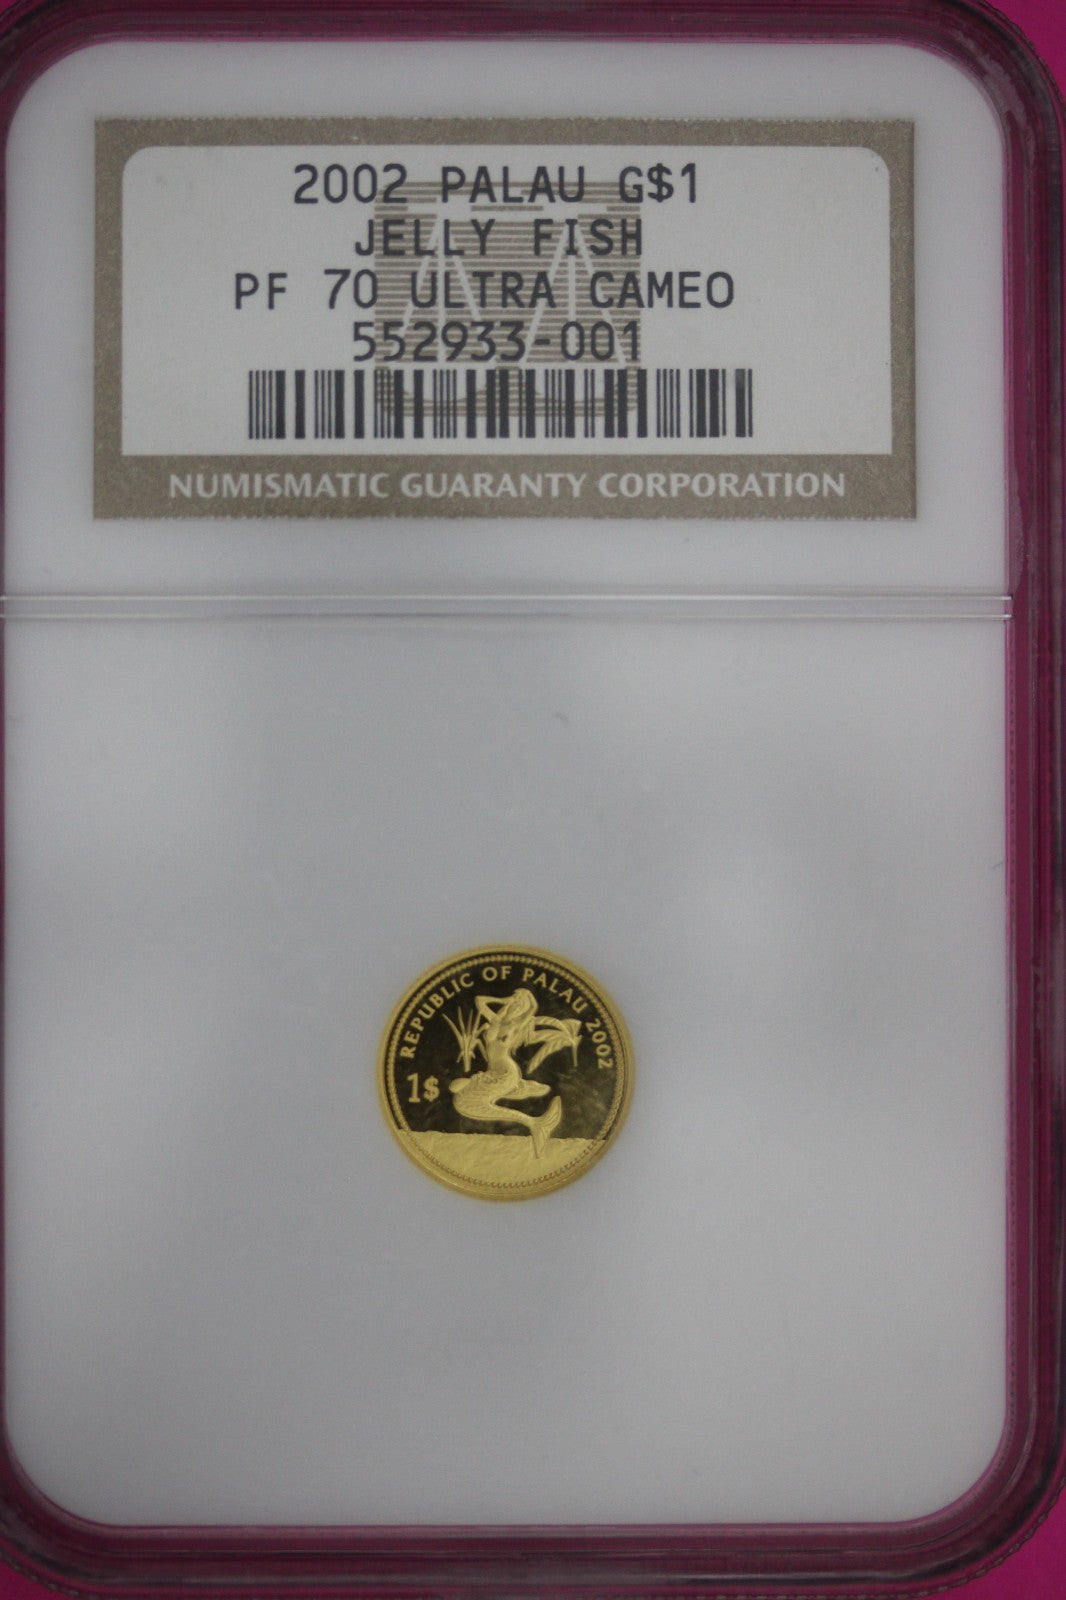 2002 PALAU G$1
JELLY FISH
PF 70 ULTRA CAMEO
552933-001
NUMISMATIC GUARANTY CORPORATION
REPUBLIC OF PALAU 2002
1$